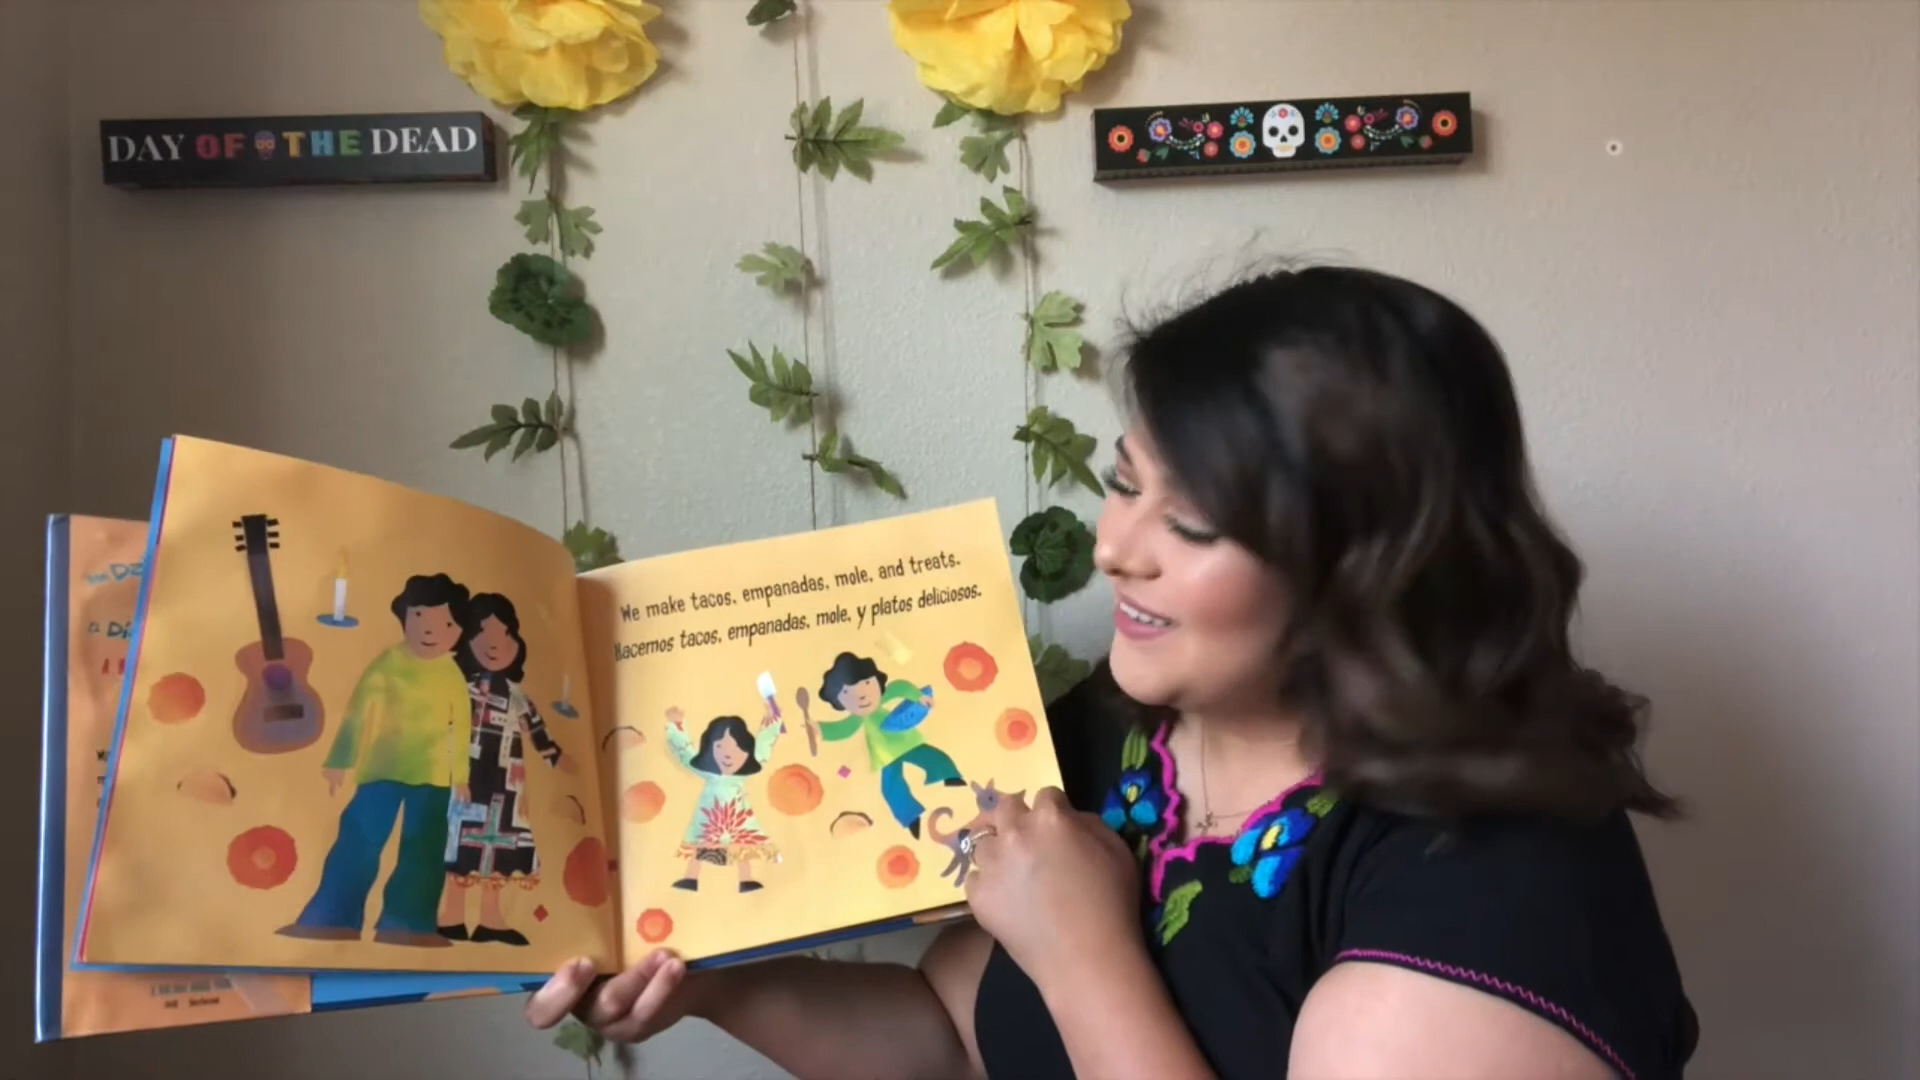 DAY OF THE DEAD
We make tacos, empanadas, mole, and treats.
Hacemos tacos, empanadas, mole, y platos deliciosos.